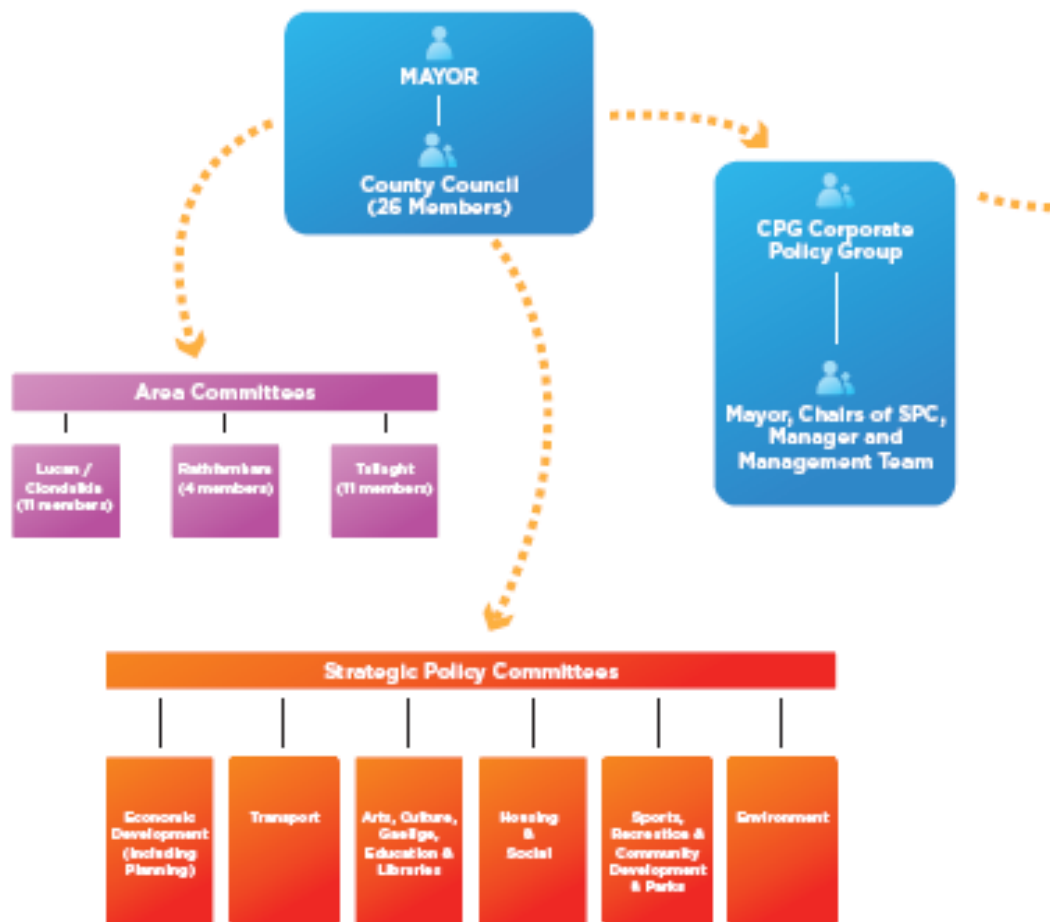 MAYOR
County Council
(26 Members)
CPG Corporate
Policy Group
Mayor, Chairs of SPC,
Manager and
Management Team
Area Committees
Lucan /
Clondalkin
(11 members)
Rathfarnham
(4 members)
Tallaght
(11 members)
Strategic Policy Committees
Economic
Development
(Including
Planning)
Transport
Arts, Culture,
Gaeilge,
Education &
Libraries
Housing
&
Social
Sports,
Recreation &
Community
Development
& Parks
Environment